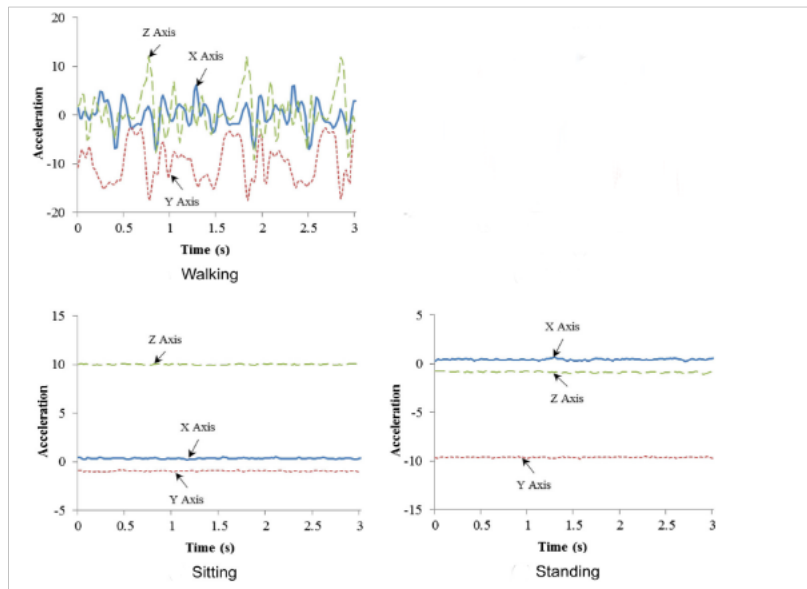 20
Z Axis
X Axis
10
0
-10
Y Axis
-20
0 0.5 1 1.5 2 2.5 3
Acceleration
Time (s)
Walking
15
Z Axis
10
5
X Axis
0
Y Axis
-5
0 0.5 1 1.5 2 2.5 3
Acceleration
Time (s)
Sitting
5
X Axis
0
Z Axis
-5
Y Axis
-10
-15
0 0.5 1 1.5 2 2.5 3
Acceleration
Time (s)
Standing